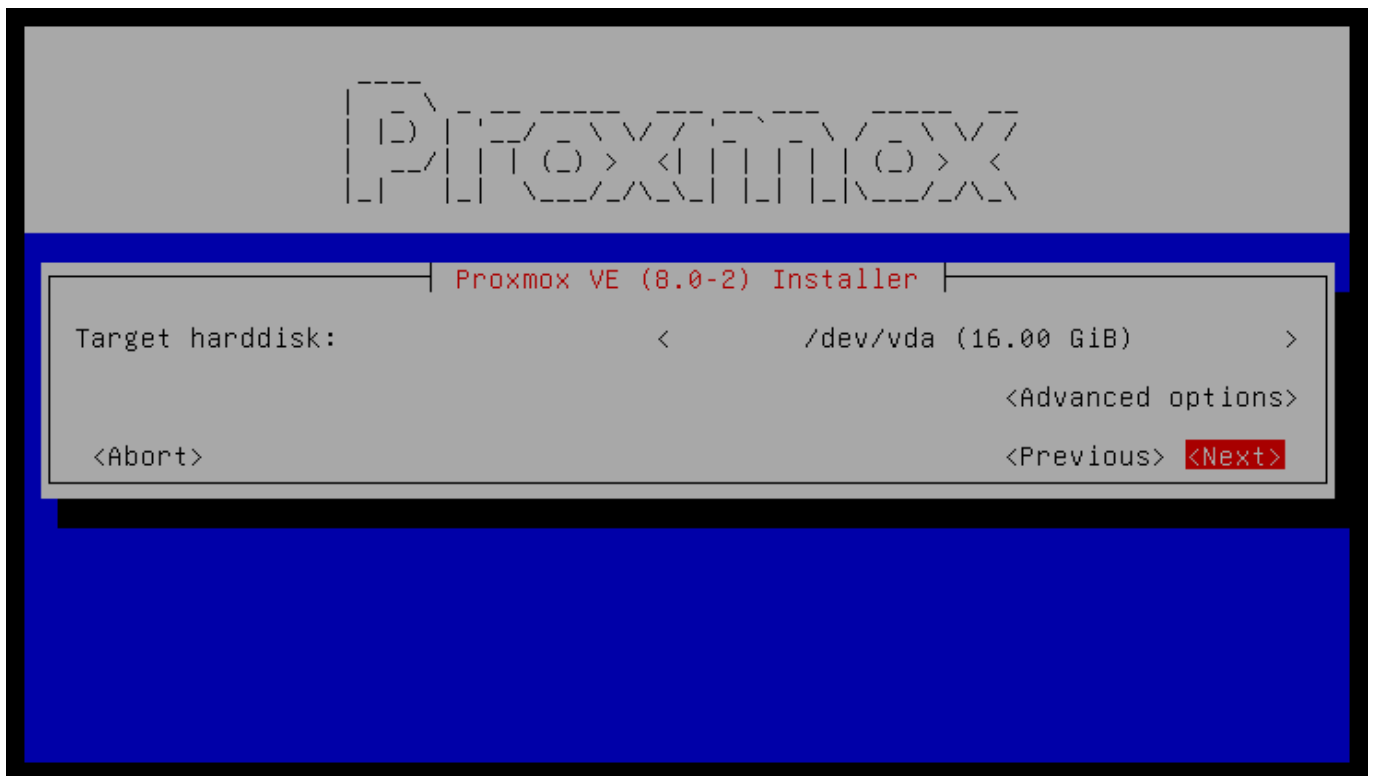 Proxmox
Proxmox VE (8.0-2) Installer
Target harddisk: < /dev/vda (16.00 GiB) >
<Advanced options>
<Abort> <Previous> <Next>